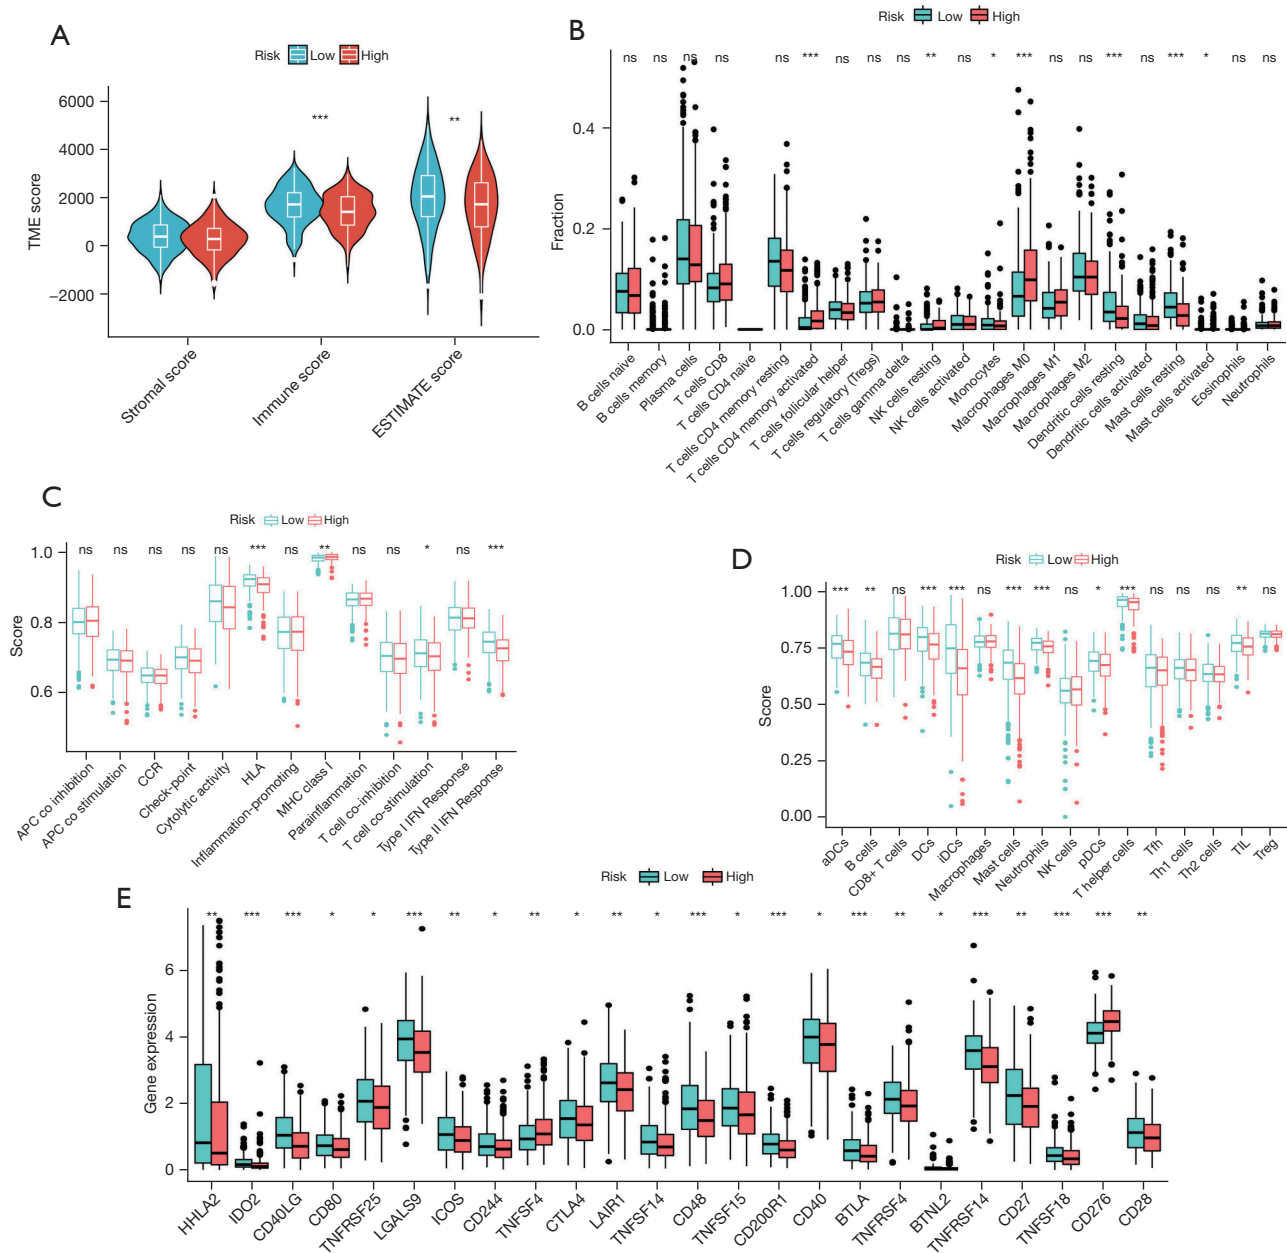 A
Risk Low High
6000
4000
2000
0
−2000
TME score
*** **
Stromal score
Immune score
ESTIMATE score
B
Risk Low High
ns ns ns ns ns *** ns ns ns ** ns * *** ns ns *** ns *** * ns ns
0.4
0.2
0.0
Fraction
B cells naive
B cells memory
Plasma cells
T cells CD8
T cells CD4 naive
T cells CD4 memory resting
T cells CD4 memory activated
T cells follicular helper
T cells regulatory (Tregs)
T cells gamma delta
NK cells resting
NK cells activated
Monocytes
Macrophages M0
Macrophages M1
Macrophages M2
Dendritic cells resting
Dendritic cells activated
Mast cells resting
Mast cells activated
Eosinophils
Neutrophils
C
Risk Low High
ns ns ns ns ns *** ns ** ns ns * ns ***
1.0
0.8
0.6
Score
APC co inhibition
APC co stimulation
CCR
Check-point
Cytolytic activity
HLA
Inflammation-promoting
MHC class I
Parainflammation
T cell co-inhibition
T cell co-stimulation
Type I IFN Response
Type II IFN Response
D
Risk Low High
*** ** ns *** *** ns *** *** ns * *** ns ns ns ** ns
1.00
0.75
0.50
0.25
0.00
Score
aDCs
B cells
CD8+ T cells
DCs
iDCs
Macrophages
Mast cells
Neutrophils
NK cells
pDCs
T helper cells
Tfh
Th1 cells
Th2 cells
TIL
Treg
E
Risk Low High
** *** *** * * *** ** * ** * ** * *** * *** * *** ** * *** ** *** *** **
6
4
2
0
Gene expression
HHLA2
IDO2
CD40LG
CD80
TNFRSF25
LGALS9
ICOS
CD244
TNFSF4
CTLA4
LAIR1
TNFSF14
CD48
TNFSF15
CD200R1
CD40
BTLA
TNFRSF4
BTNL2
TNFRSF14
CD27
TNFSF18
CD276
CD28